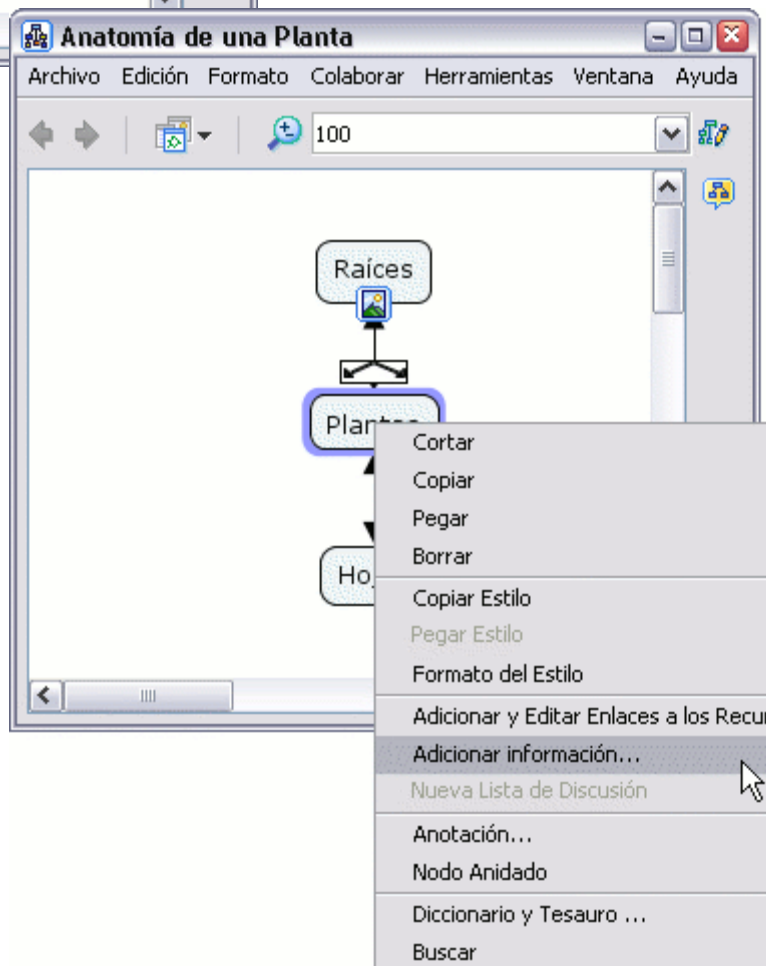 Anatomía de una Planta
Archivo Edición Formato Colaborar Herramientas Ventana Ayuda
100
Raíces
Cortar
Copiar
Pegar
Borrar
Copiar Estilo
Pegar Estilo
Formato del Estilo
Adicionar y Editar Enlaces a los
Adicionar información...
Nueva Lista de Discusión
Anotación...
Nodo Anidado
Diccionario y Tesauro ...
Buscar